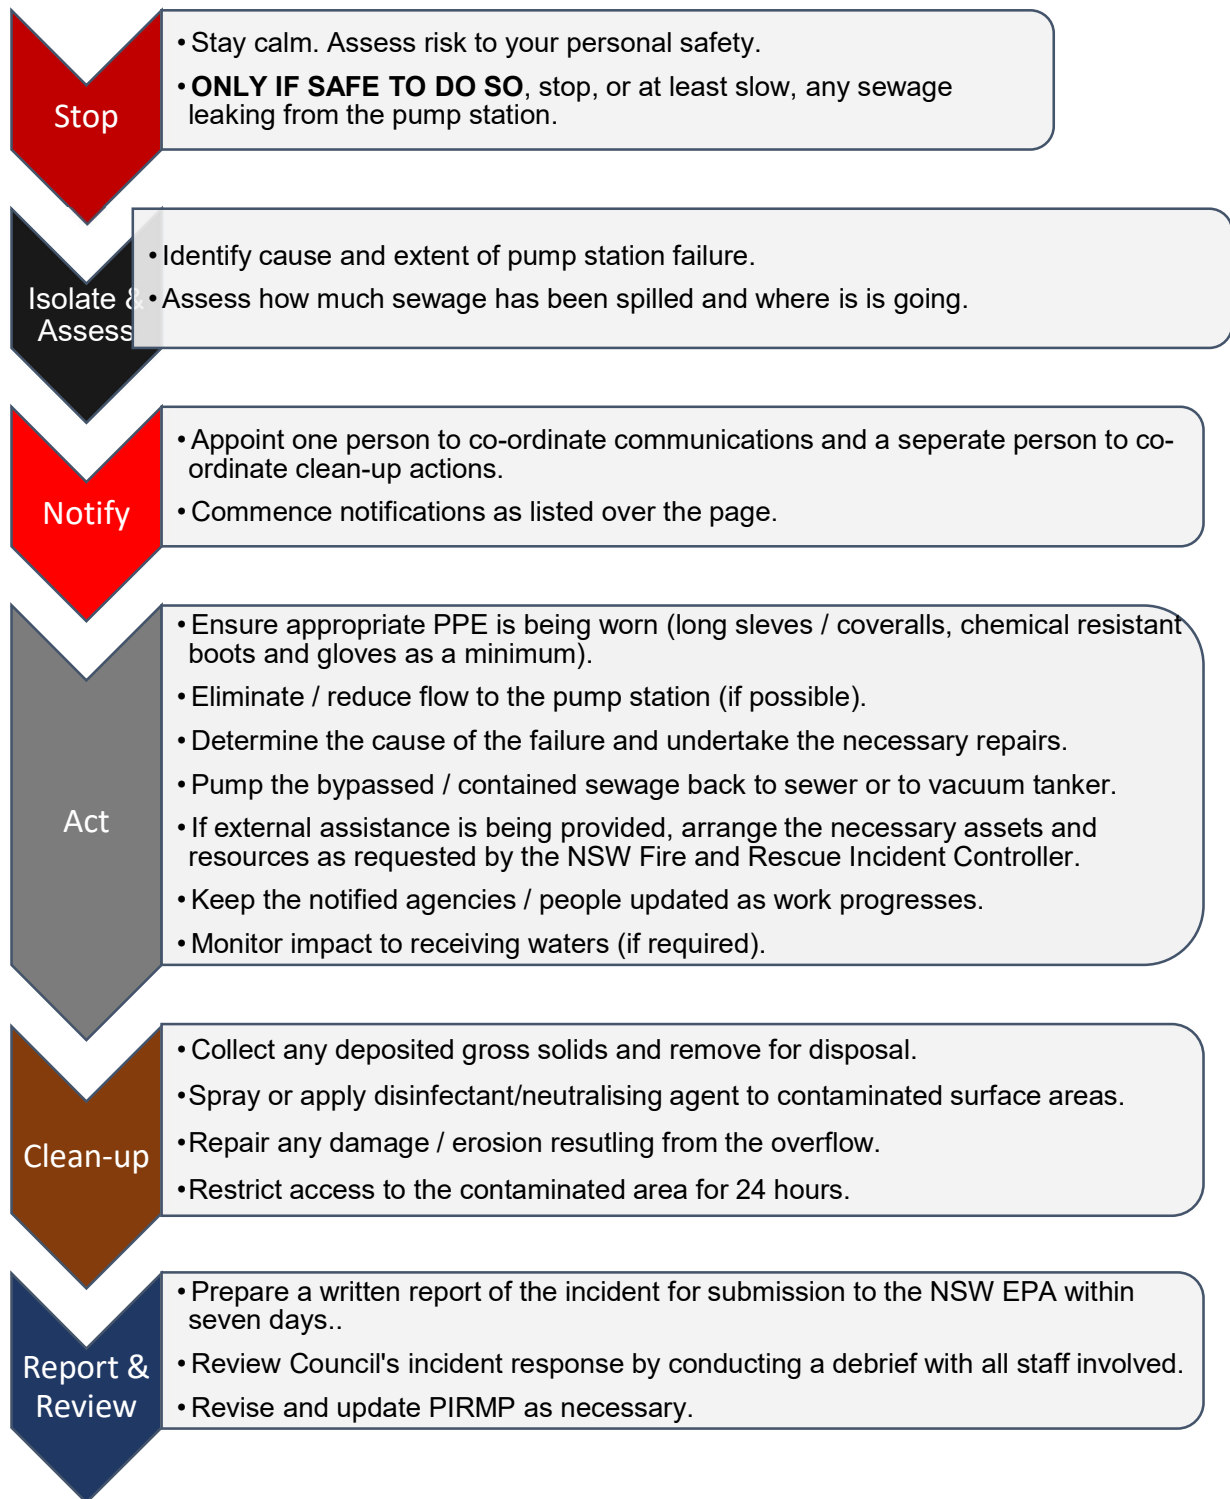 Stop
• Stay calm. Assess risk to your personal safety.
• ONLY IF SAFE TO DO SO, stop, or at least slow, any sewage
leaking from the pump station.
Isolate &
Assess
• Identify cause and extent of pump station failure.
• Assess how much sewage has been spilled and where is is going.
Notify
• Appoint one person to co-ordinate communications and a seperate person to co-
ordinate clean-up actions.
• Commence notifications as listed over the page.
Act
• Ensure appropriate PPE is being worn (long sleves / coveralls, chemical resistant
boots and gloves as a minimum).
• Eliminate / reduce flow to the pump station (if possible).
• Determine the cause of the failure and undertake the necessary repairs.
• Pump the bypassed / contained sewage back to sewer or to vacuum tanker.
• If external assistance is being provided, arrange the necessary assets and
resources as requested by the NSW Fire and Rescue Incident Controller.
• Keep the notified agencies / people updated as work progresses.
• Monitor impact to receiving waters (if required).
Clean-up
• Collect any deposited gross solids and remove for disposal.
• Spray or apply disinfectant/neutralising agent to contaminated surface areas.
• Repair any damage / erosion resutling from the overflow.
• Restrict access to the contaminated area for 24 hours.
Report &
Review
• Prepare a written report of the incident for submission to the NSW EPA within
seven days..
• Review Council's incident response by conducting a debrief with all staff involved.
• Revise and update PIRMP as necessary.